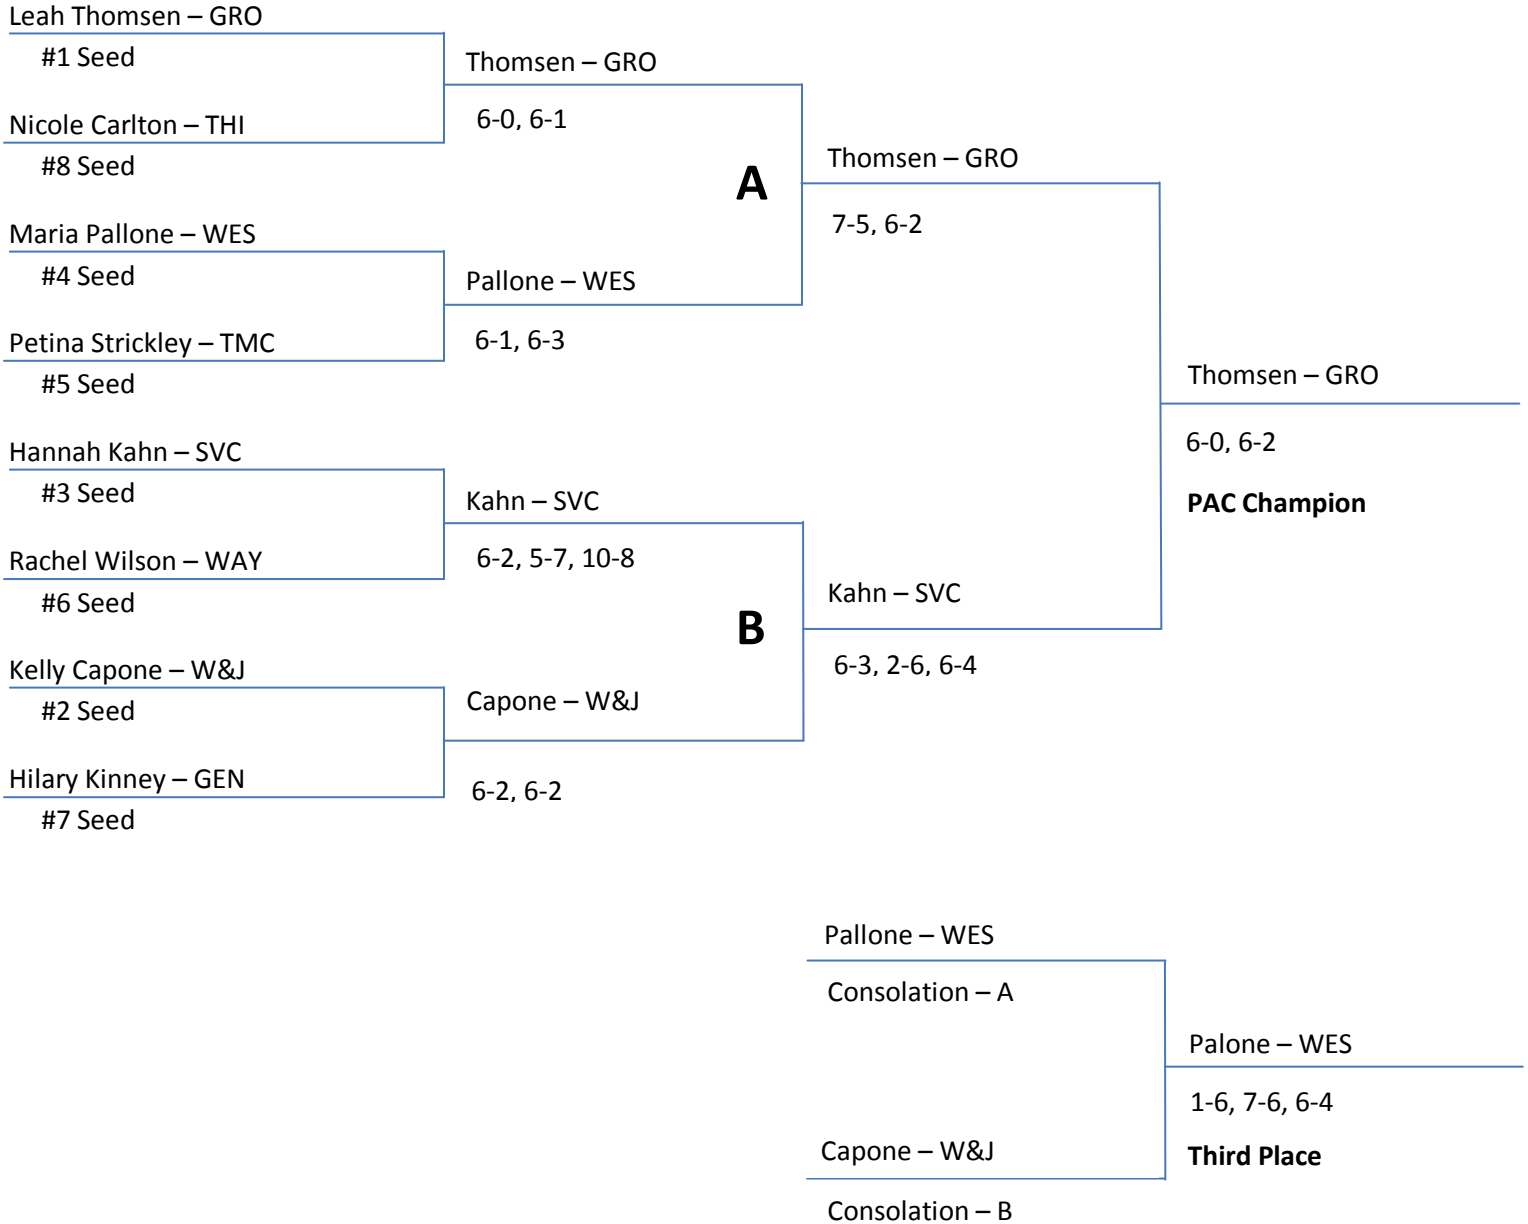 Leah Thomsen – GRO
#1 Seed
Thomsen – GRO
6-0, 6-1
Nicole Carlton – THI
#8 Seed
A
Thomsen – GRO
7-5, 6-2
Maria Pallone – WES
#4 Seed
Pallone – WES
6-1, 6-3
Petina Strickley – TMC
#5 Seed
Thomsen – GRO
6-0, 6-2
PAC Champion
Hannah Kahn – SVC
#3 Seed
Kahn – SVC
6-2, 5-7, 10-8
Rachel Wilson – WAY
#6 Seed
B
Kahn – SVC
6-3, 2-6, 6-4
Kelly Capone – W&J
#2 Seed
Capone – W&J
6-2, 6-2
Hilary Kinney – GEN
#7 Seed
Pallone – WES
Consolation – A
Palone – WES
1-6, 7-6, 6-4
Third Place
Capone – W&J
Consolation – B